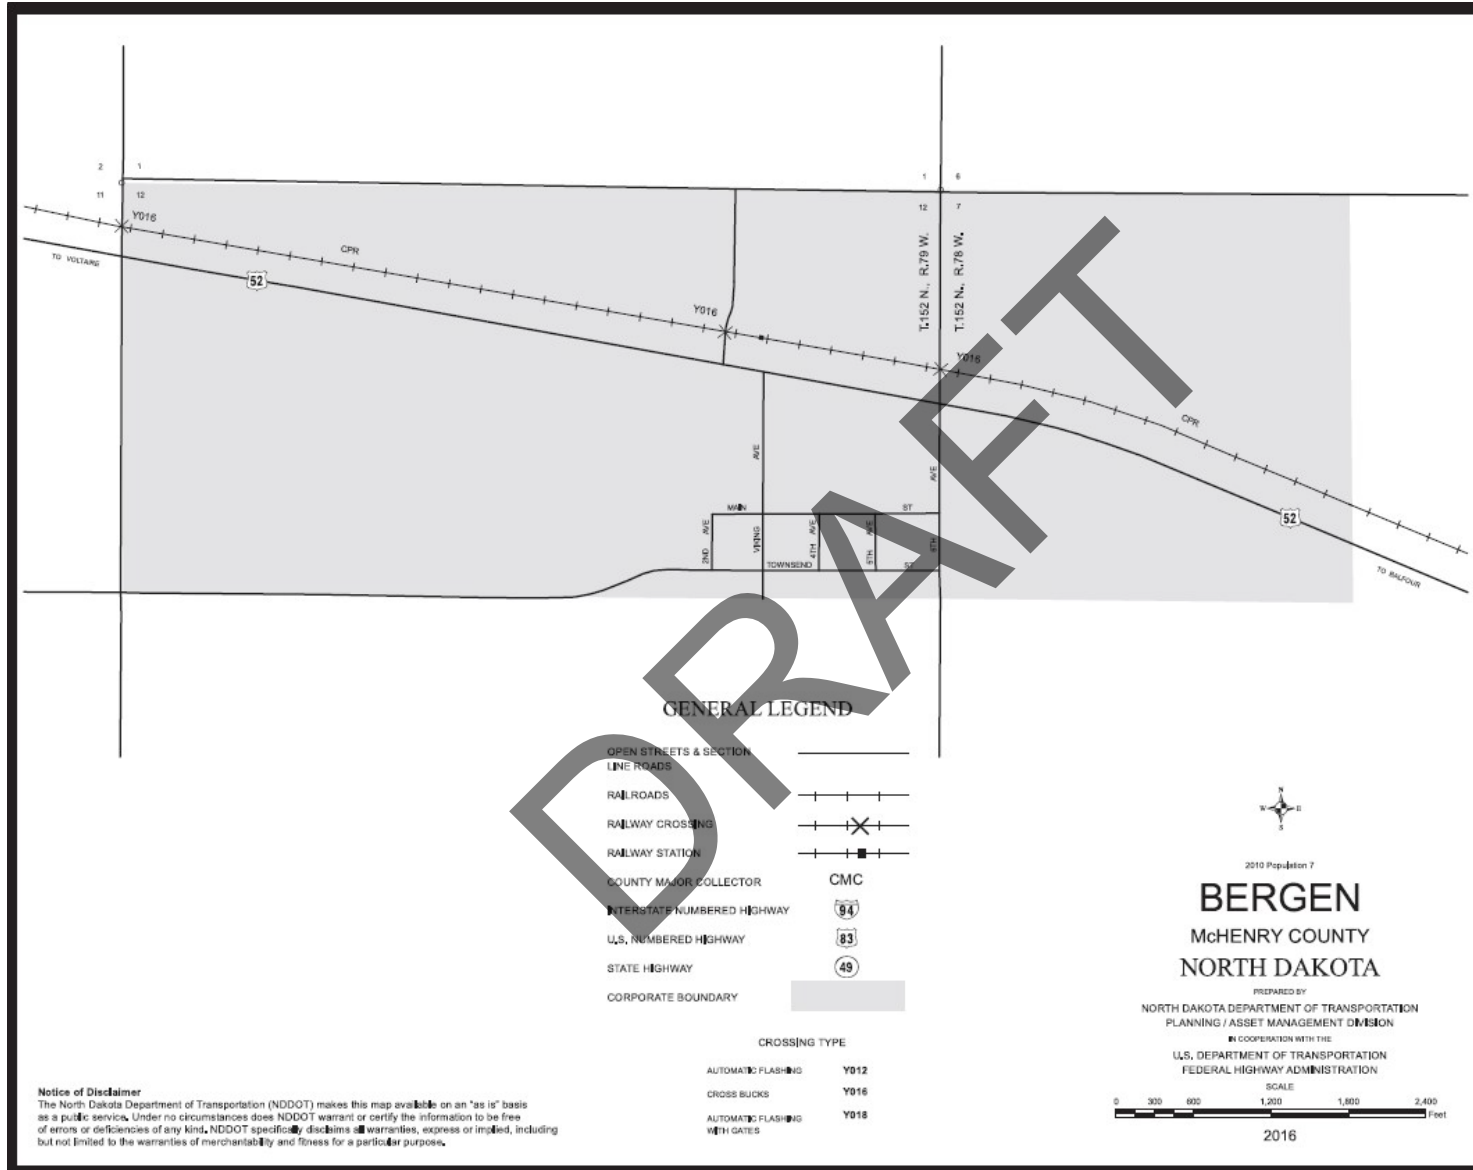 2 1
1 6
11 12
12 7
Y016
CPR
TO VOLTAIRE
52
Y016
T.152 N., R.79 W.
T.152 N., R.78 W.
Y016
CPR
52
TO BALFOUR
AVE
AVE
MAIN ST
2ND AVE
VIKING
4TH AVE
5TH AVE
6TH
TOWNSEND ST
DRAFT
GENERAL LEGEND
OPEN STREETS & SECTION
LINE ROADS
RAILROADS
RAILWAY CROSSING
RAILWAY STATION
COUNTY MAJOR COLLECTOR CMC
INTERSTATE NUMBERED HIGHWAY 94
U.S. NUMBERED HIGHWAY 83
STATE HIGHWAY 49
CORPORATE BOUNDARY
CROSSING TYPE
AUTOMATIC FLASHING Y012
CROSS BUCKS Y016
AUTOMATIC FLASHING Y018
WITH GATES
Notice of Disclaimer
The North Dakota Department of Transportation (NDDOT) makes this map available on an "as is" basis
as a public service. Under no circumstances does NDDOT warrant or certify the information to be free
of errors or deficiencies of any kind. NDDOT specifically disclaims all warranties, express or implied, including
but not limited to the warranties of merchantability and fitness for a particular purpose.
N
W E
S
2010 Population 7
BERGEN
McHENRY COUNTY
NORTH DAKOTA
PREPARED BY
NORTH DAKOTA DEPARTMENT OF TRANSPORTATION
PLANNING / ASSET MANAGEMENT DIVISION
IN COOPERATION WITH THE
U.S. DEPARTMENT OF TRANSPORTATION
FEDERAL HIGHWAY ADMINISTRATION
SCALE
0 300 600 1,200 1,800 2,400
Feet
2016